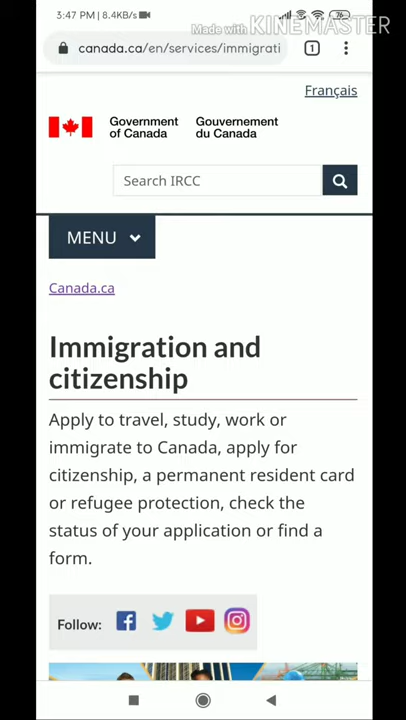 3:47 PM | 8.4KB/s
Made with KINEMASTER
76
canada.ca/en/services/immigrati
1
Français
Government
of Canada
Gouvernement
du Canada
Search IRCC
MENU
Canada.ca
Immigration and
citizenship
Apply to travel, study, work or
immigrate to Canada, apply for
citizenship, a permanent resident card
or refugee protection, check the
status of your application or find a
form.
Follow: